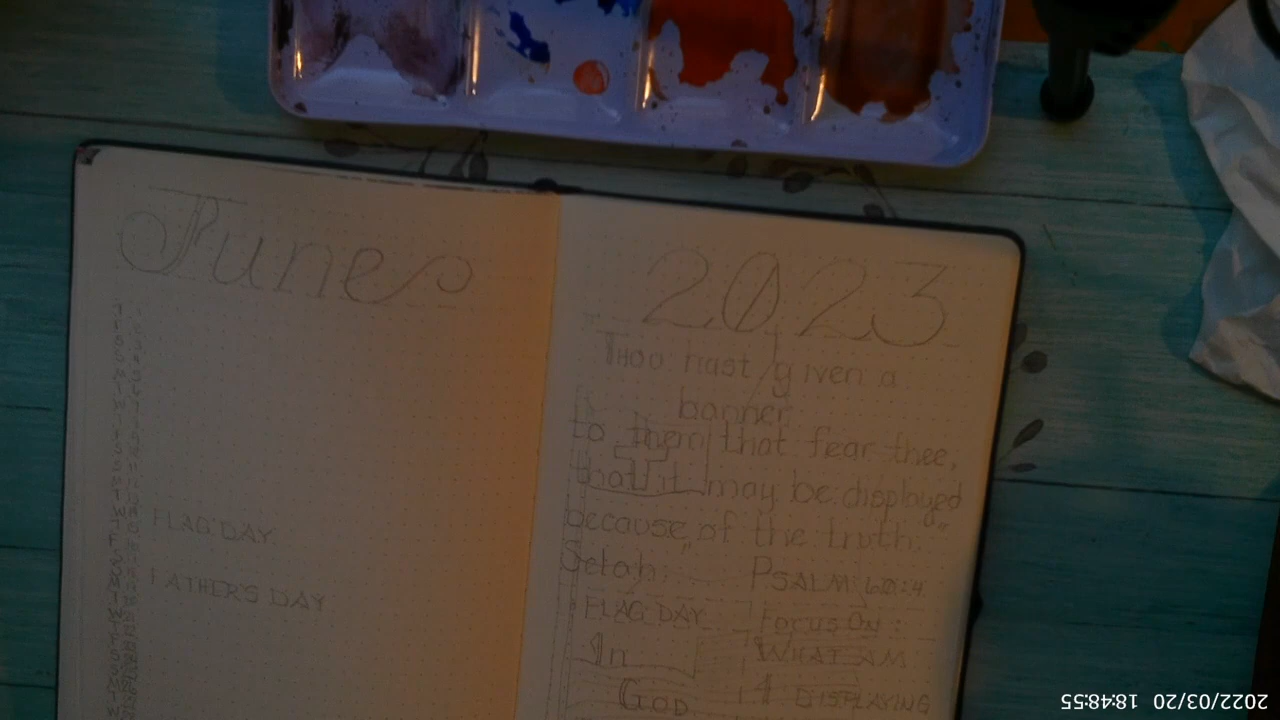 June
2023
FLAG DAY
FATHER'S DAY
Thou hast given a
banner
to them that fear thee,
that it may be displayed
because of the truth."
Selah.
PSALM 60:4
FLAG DAY
In
GOD
Focus On:
WHAT AM
I DISPLAYING
2022/03/20 18:48:55